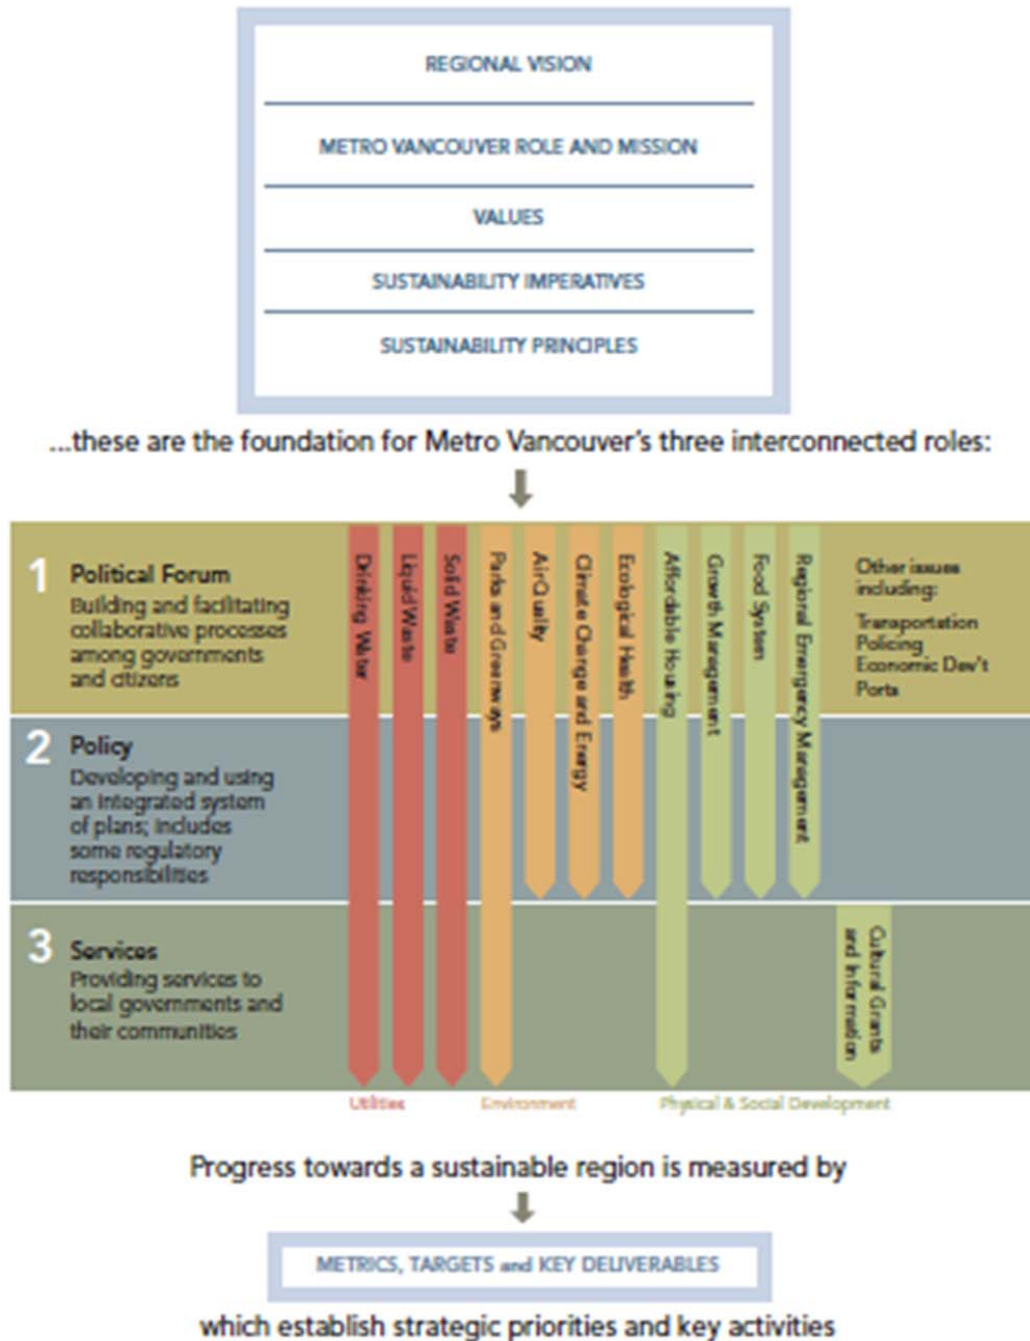 REGIONAL VISION
METRO VANCOUVER ROLE AND MISSION
VALUES
SUSTAINABILITY IMPERATIVES
SUSTAINABILITY PRINCIPLES
...these are the foundation for Metro Vancouver's three interconnected roles:
1 Political Forum
Building and facilitating
collaborative processes
among governments
and citizens
Drinking Water
Liquid Waste
Solid Waste
Parks and Greenways
Air Quality
Climate Change and Energy
Ecological Health
Affordable Housing
Growth Management
Food System
Regional Emergency Management
Other issues
including:
Transportation
Policing
Economic Dev't
Ports
2 Policy
Developing and using
an integrated system
of plans; includes
some regulatory
responsibilities
3 Services
Providing services to
local governments and
their communities
Cultural Grants
and Information
Utilities
Environment
Physical & Social Development
Progress towards a sustainable region is measured by
METRICS, TARGETS and KEY DELIVERABLES
which establish strategic priorities and key activities